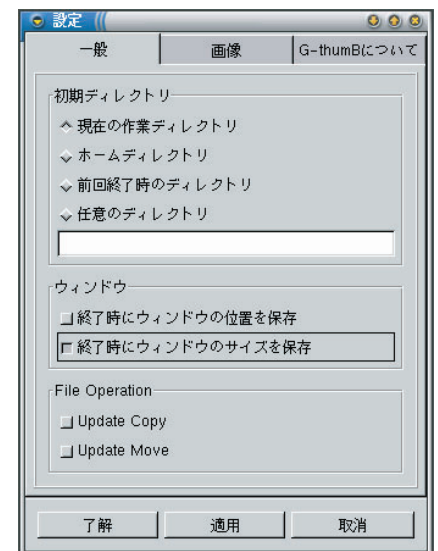 設定
一般
画像
G-thumBについて
初期ディレクトリ
現在の作業ディレクトリ
ホームディレクトリ
前回終了時のディレクトリ
任意のディレクトリ
ウィンドウ
終了時にウィンドウの位置を保存
終了時にウィンドウのサイズを保存
File Operation
Update Copy
Update Move
了解
適用
取消